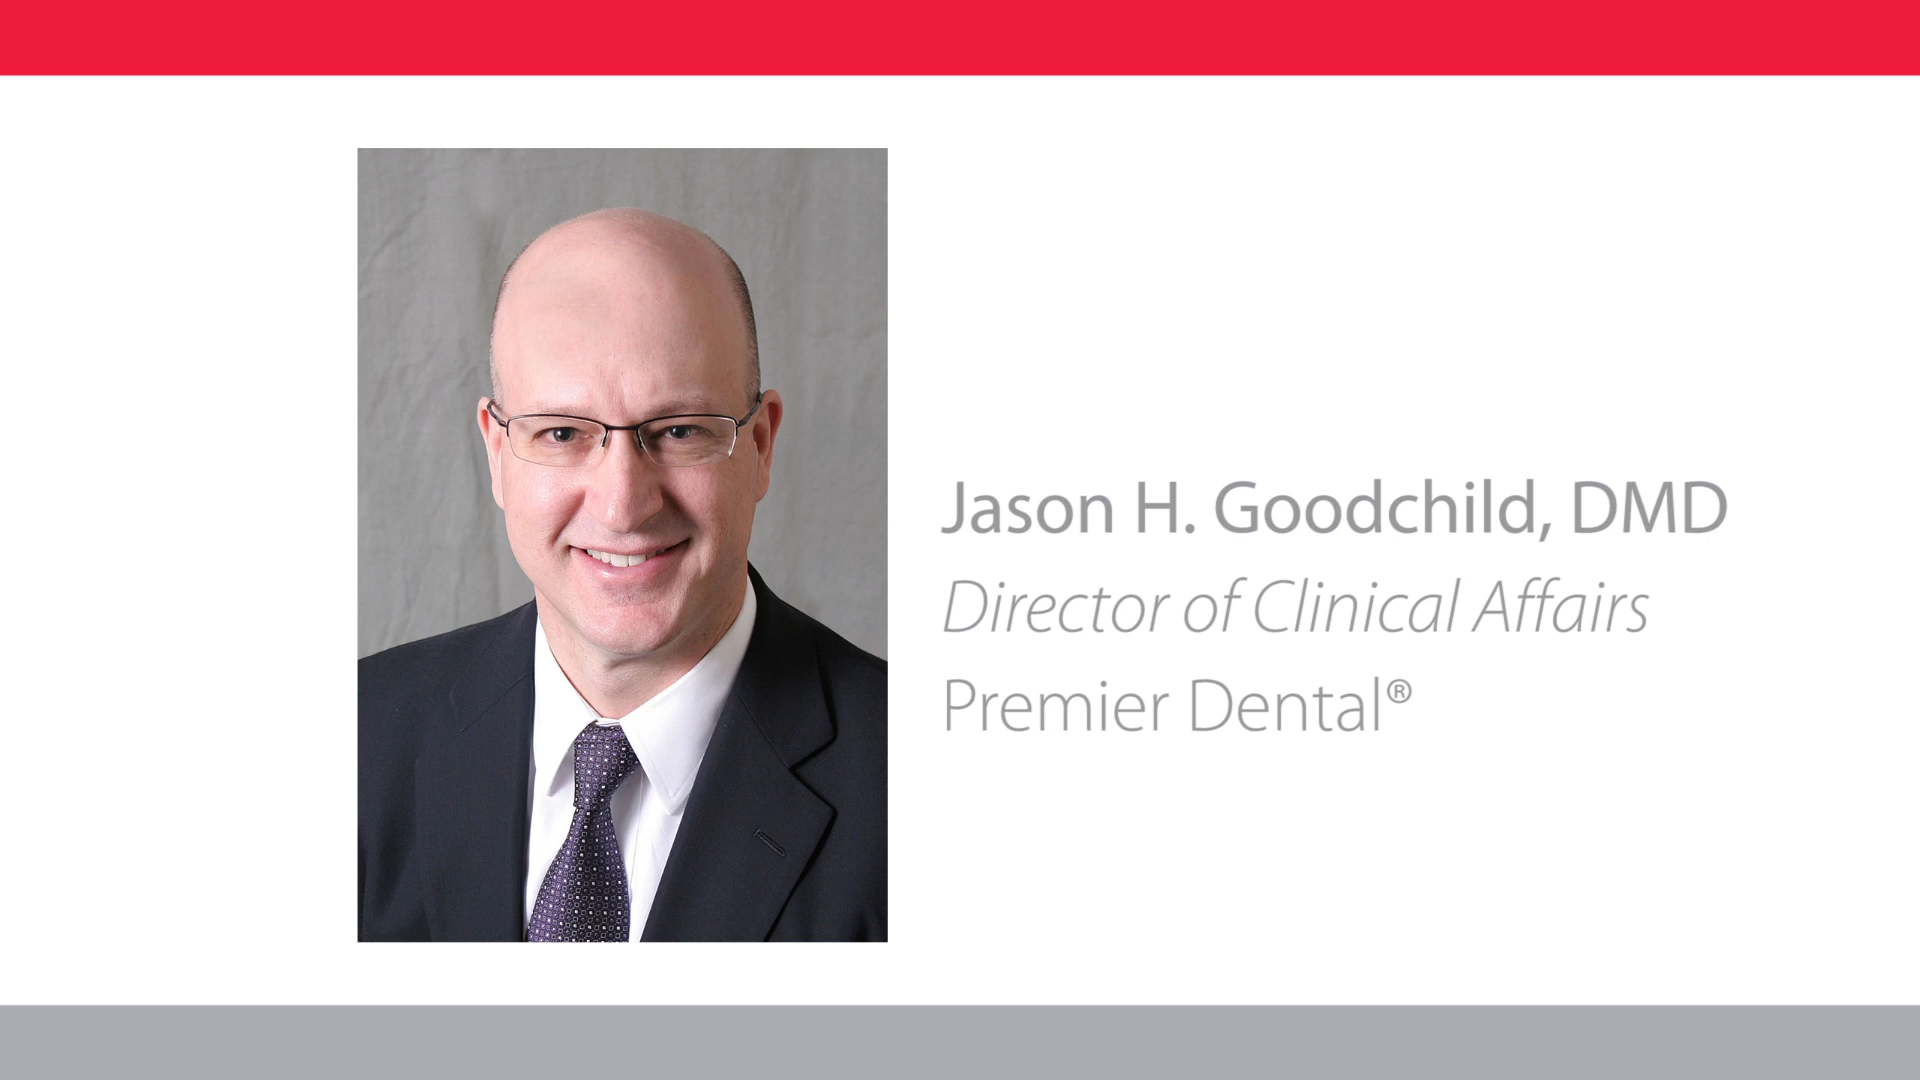 Jason H. Goodchild, DMD
Director of Clinical Affairs
Premier Dental®